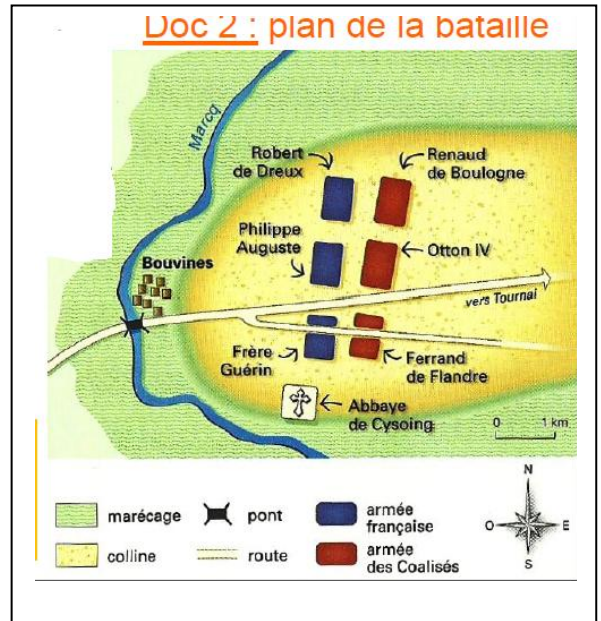 Doc 2 : plan de la bataille
Marcq
Robert
de Dreux
Renaud
de Boulogne
Philippe
Auguste
Otton IV
Bouvines
vers Tournai
Frère
Guérin
Ferrand
de Flandre
Abbaye
de Cysoing
0 1 km
marécage
pont
armée
française
colline
route
armée
des Coalisés
N
O E
S